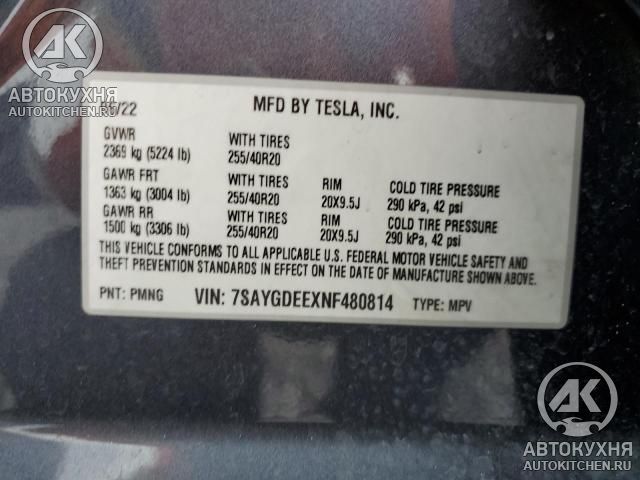 AK
АВТОКУХНЯ
AUTOKITCHEN.RU
/22 MFD BY TESLA, INC.
GVWR WITH TIRES
2369 kg (5224 lb) 255/40R20
GAWR FRT WITH TIRES RIM COLD TIRE PRESSURE
1363 kg (3004 lb) 255/40R20 20X9.5J 290 kPa, 42 psi
GAWR RR WITH TIRES RIM COLD TIRE PRESSURE
1500 kg (3306 lb) 255/40R20 20X9.5J 290 kPa, 42 psi
THIS VEHICLE CONFORMS TO ALL APPLICABLE U.S. FEDERAL MOTOR VEHICLE SAFETY AND
THEFT PREVENTION STANDARDS IN EFFECT ON THE DATE OF MANUFACTURE SHOWN ABOVE.
PNT: PMNG VIN: 7SAYGDEEXNF480814 TYPE: MPV
AK
АВТОКУХНЯ
AUTOKITCHEN.RU